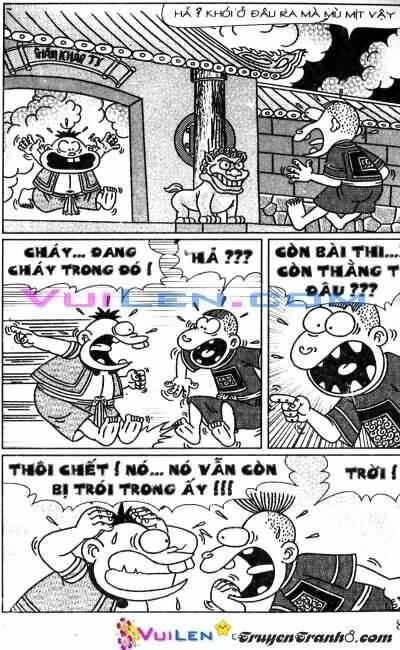 HẢ ? KHÓI Ở ĐÂU RA MÀ MÙ MỊT VẬY
GIÁM KHẢO TY
CHÁY... ĐANG
CHÁY TRONG ĐÓ !
HẢ ???
CÒN BÀI THI...
CÒN THẰNG T
ĐÂU ???
VuiLen.com
THÔI CHẾT ! NÓ... NÓ VẪN CÒN
BỊ TRÓI TRONG ẤY !!!
TRỜI !
8
VuiLen
TruyenTranh8.com